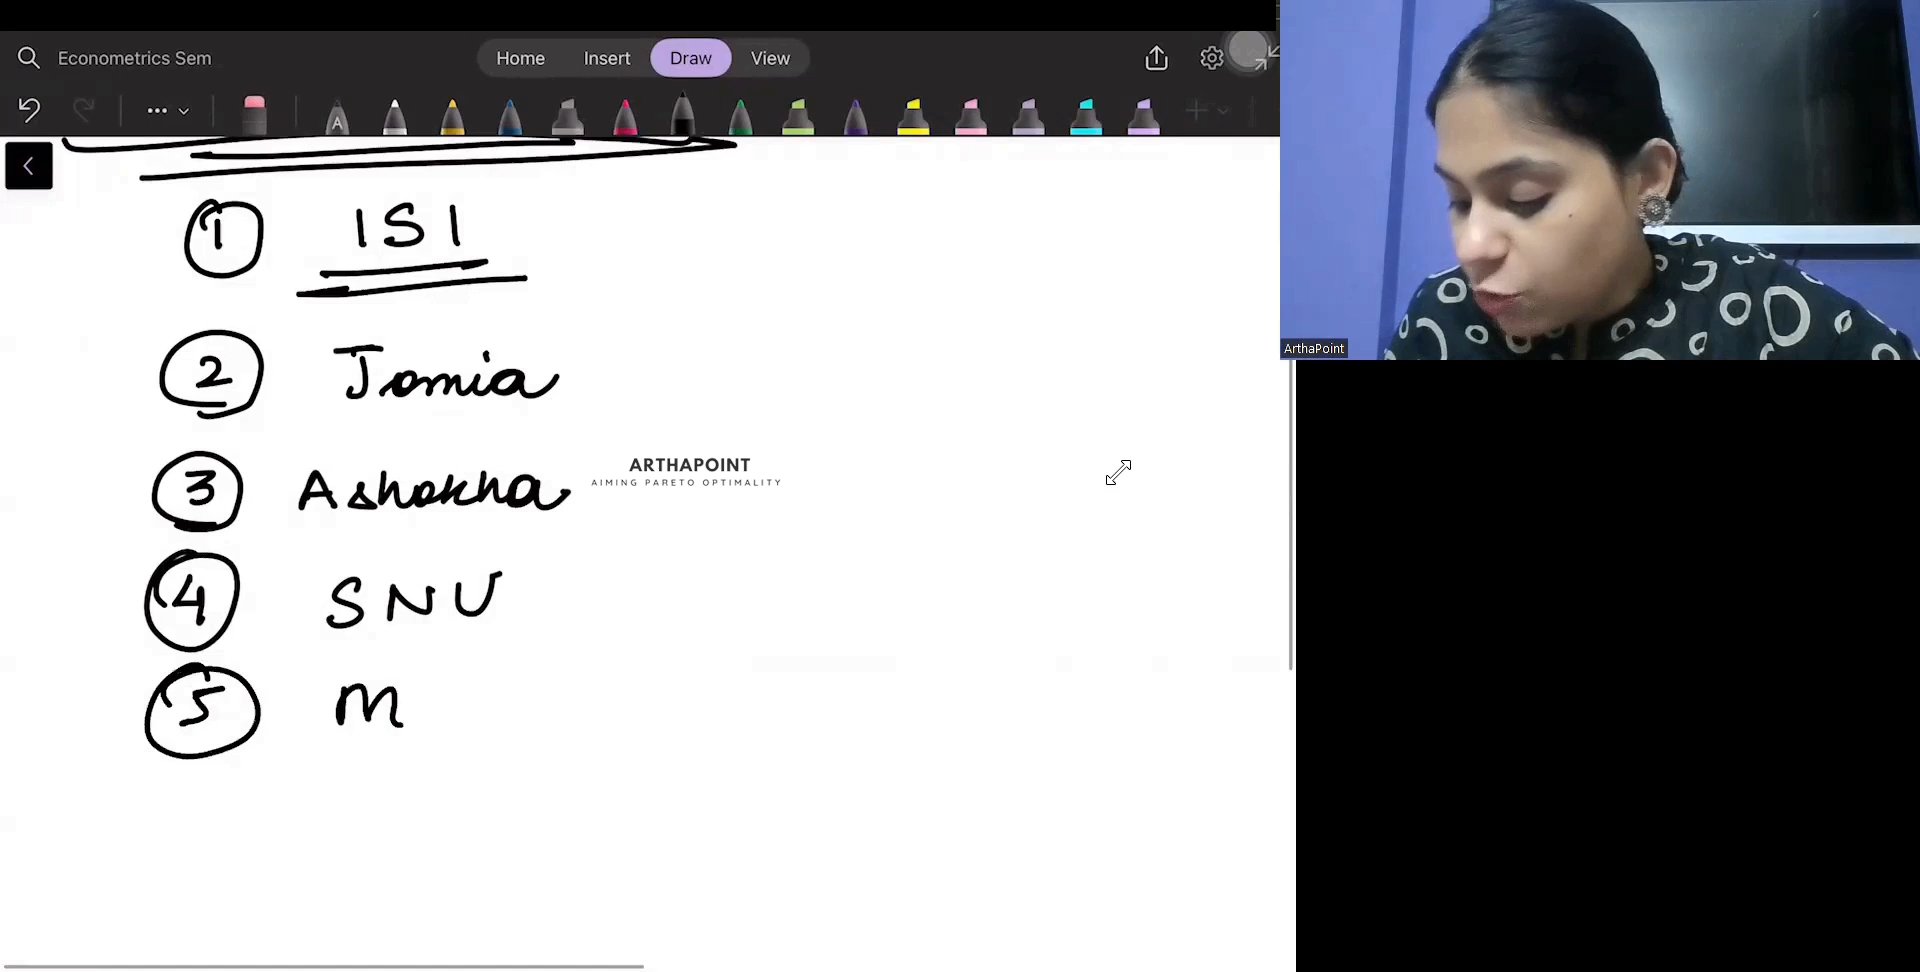 Econometrics Sem
Home Insert Draw View
A
1 ISI
2 Jamia
3 Ashokha
ARTHAPOINT
AIMING PARETO OPTIMALITY
4 SNU
5 M
ArthaPoint